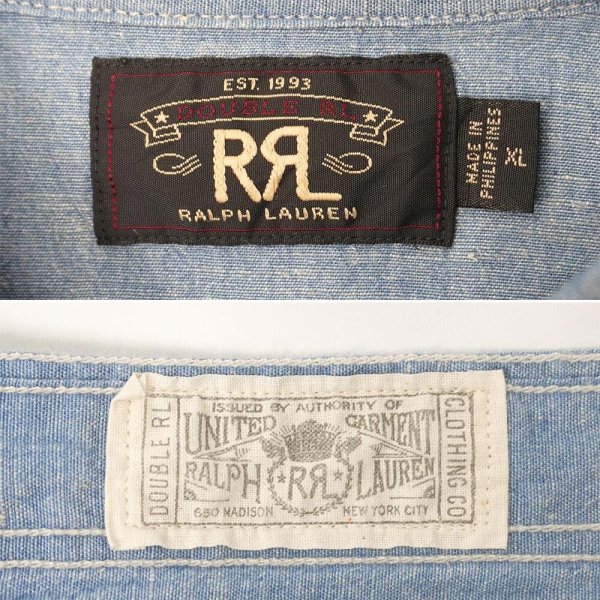 EST. 1993
DOUBLE RL
RRL
RALPH LAUREN
MADE IN
PHILIPPINES
XL
ISSUED BY AUTHORITY OF
UNITED GARMENT
RALPH RRL LAUREN
650 MADISON NEW YORK CITY
DOUBLE RL
CLOTHING CO